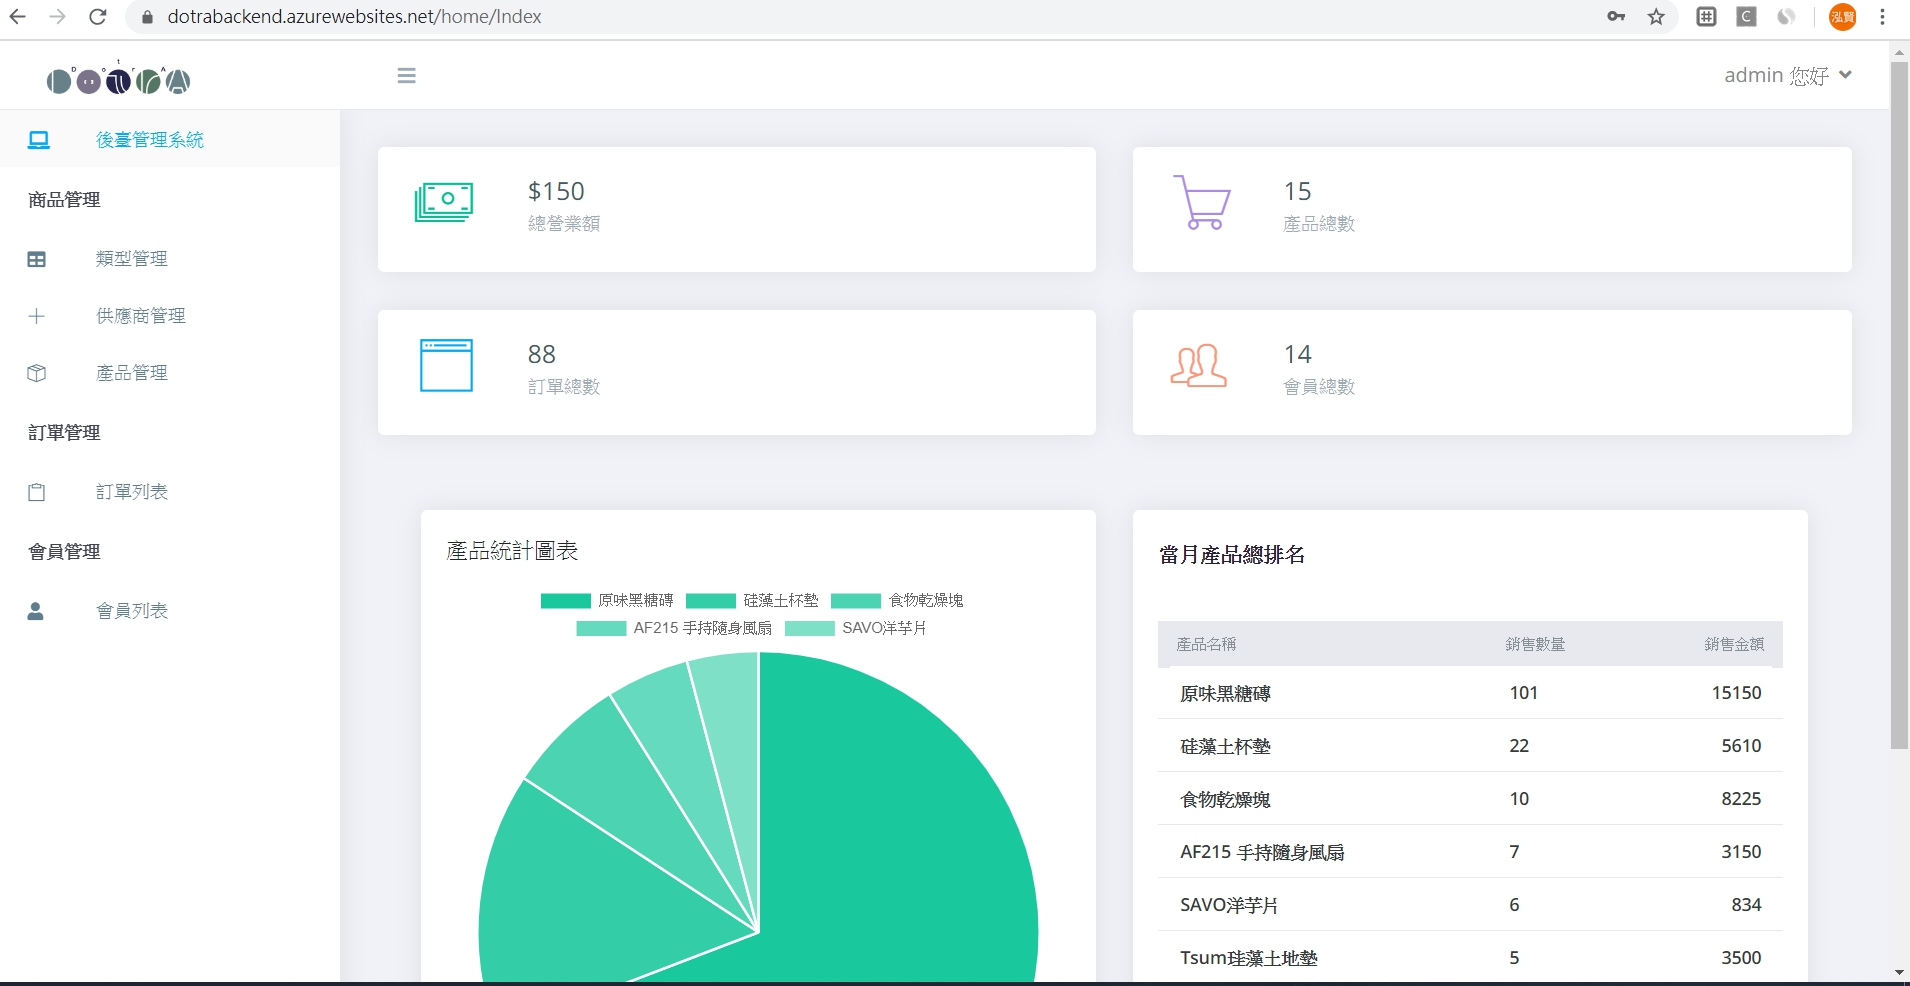 dotrabackend.azurewebsites.net/home/Index
C
泓賢
D o t r A
admin 您好
後臺管理系統
商品管理
類型管理
供應商管理
產品管理
訂單管理
訂單列表
會員管理
會員列表
$150
總營業額
15
產品總數
88
訂單總數
14
會員總數
產品統計圖表
原味黑糖磚 硅藻土杯墊 食物乾燥塊
AF215 手持隨身風扇 SAVO洋芋片
當月產品總排名
產品名稱 銷售數量 銷售金額
原味黑糖磚 101 15150
硅藻土杯墊 22 5610
食物乾燥塊 10 8225
AF215 手持隨身風扇 7 3150
SAVO洋芋片 6 834
Tsum珪藻土地墊 5 3500